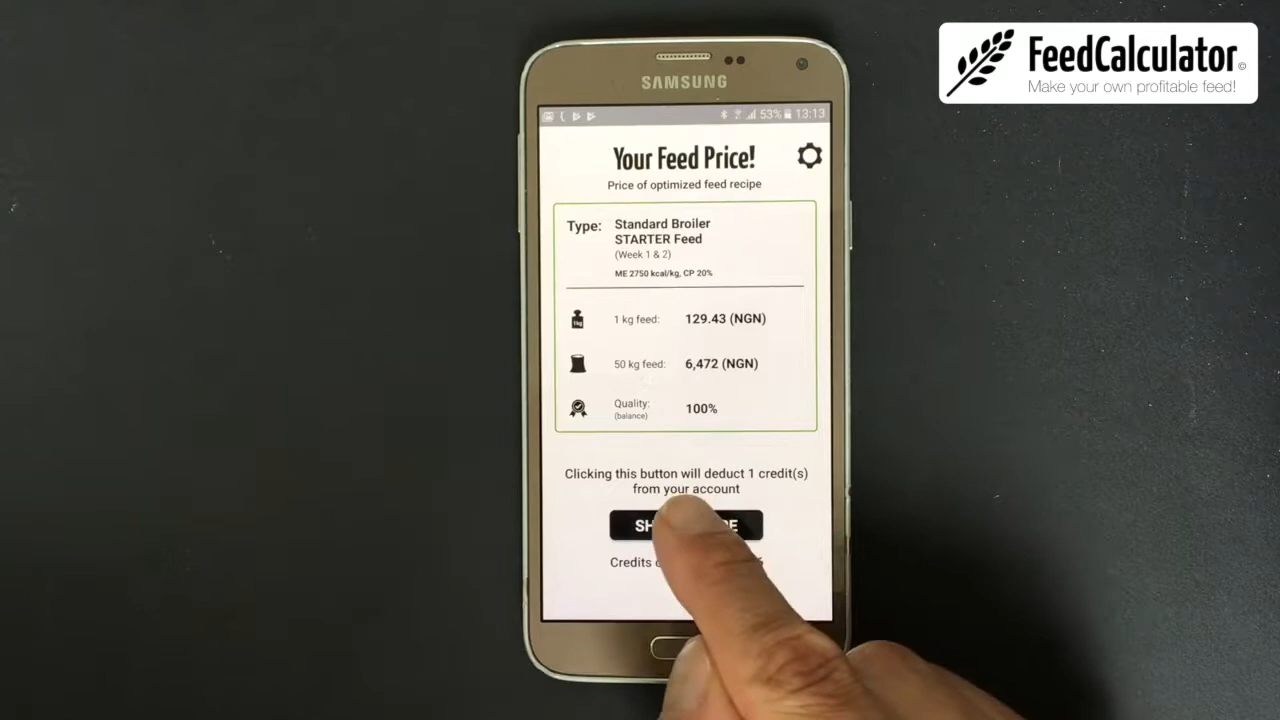 FeedCalculator©
Make your own profitable feed!
SAMSUNG
53% 13:13
Your Feed Price!
Price of optimized feed recipe
Type: Standard Broiler
STARTER Feed
(Week 1 & 2)
ME 2750 kcal/kg, CP 20%
1kg
1 kg feed: 129.43 (NGN)
50 kg feed: 6,472 (NGN)
Quality: 100%
(balance)
Clicking this button will deduct 1 credit(s)
from your account
Credits